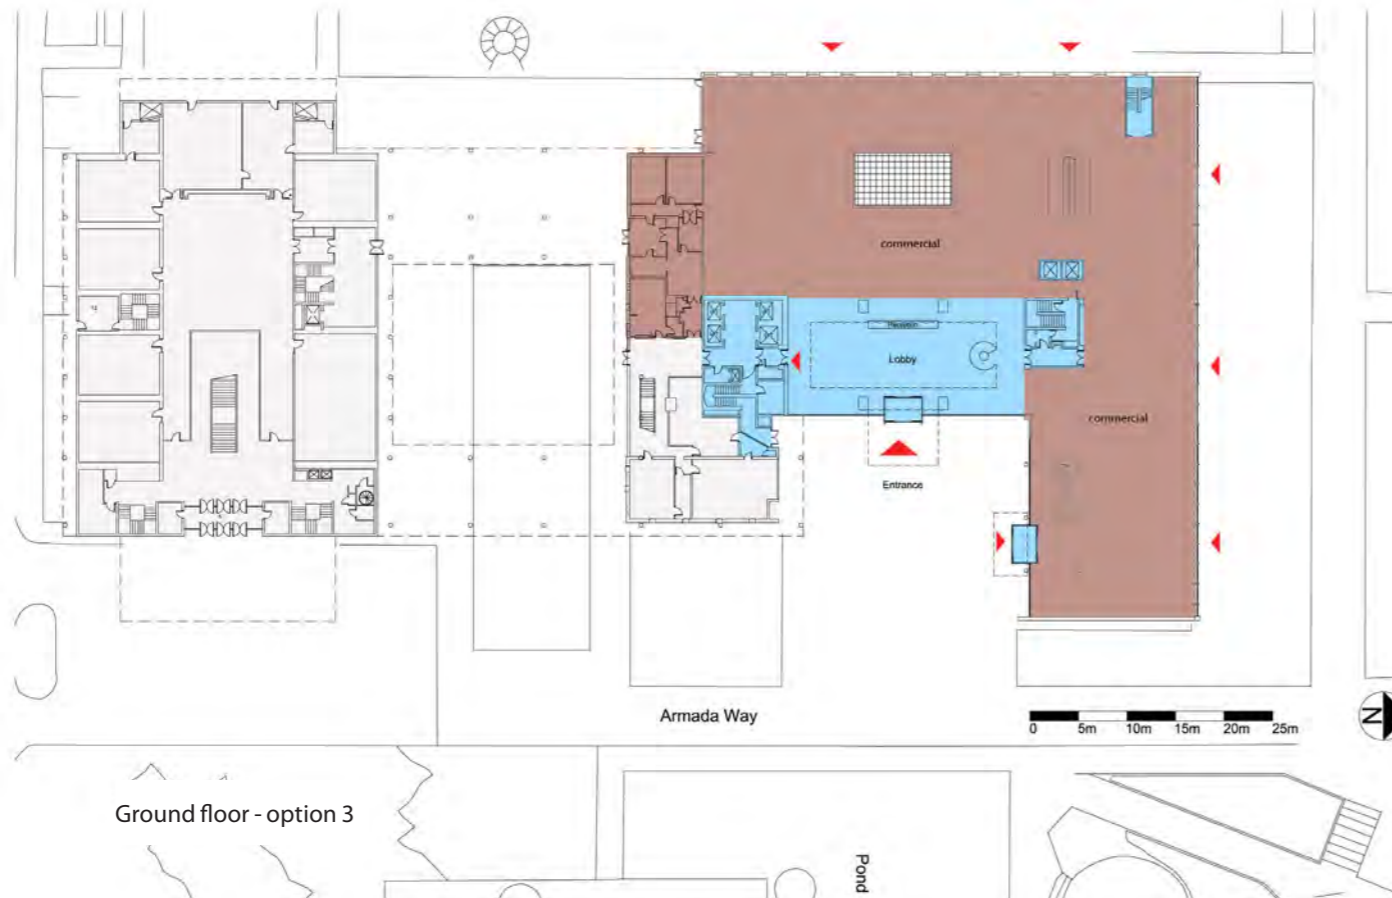 commercial
Reception
Lobby
commercial
Entrance
Armada Way
0 5m 10m 15m 20m 25m
N
Ground floor - option 3
Pond